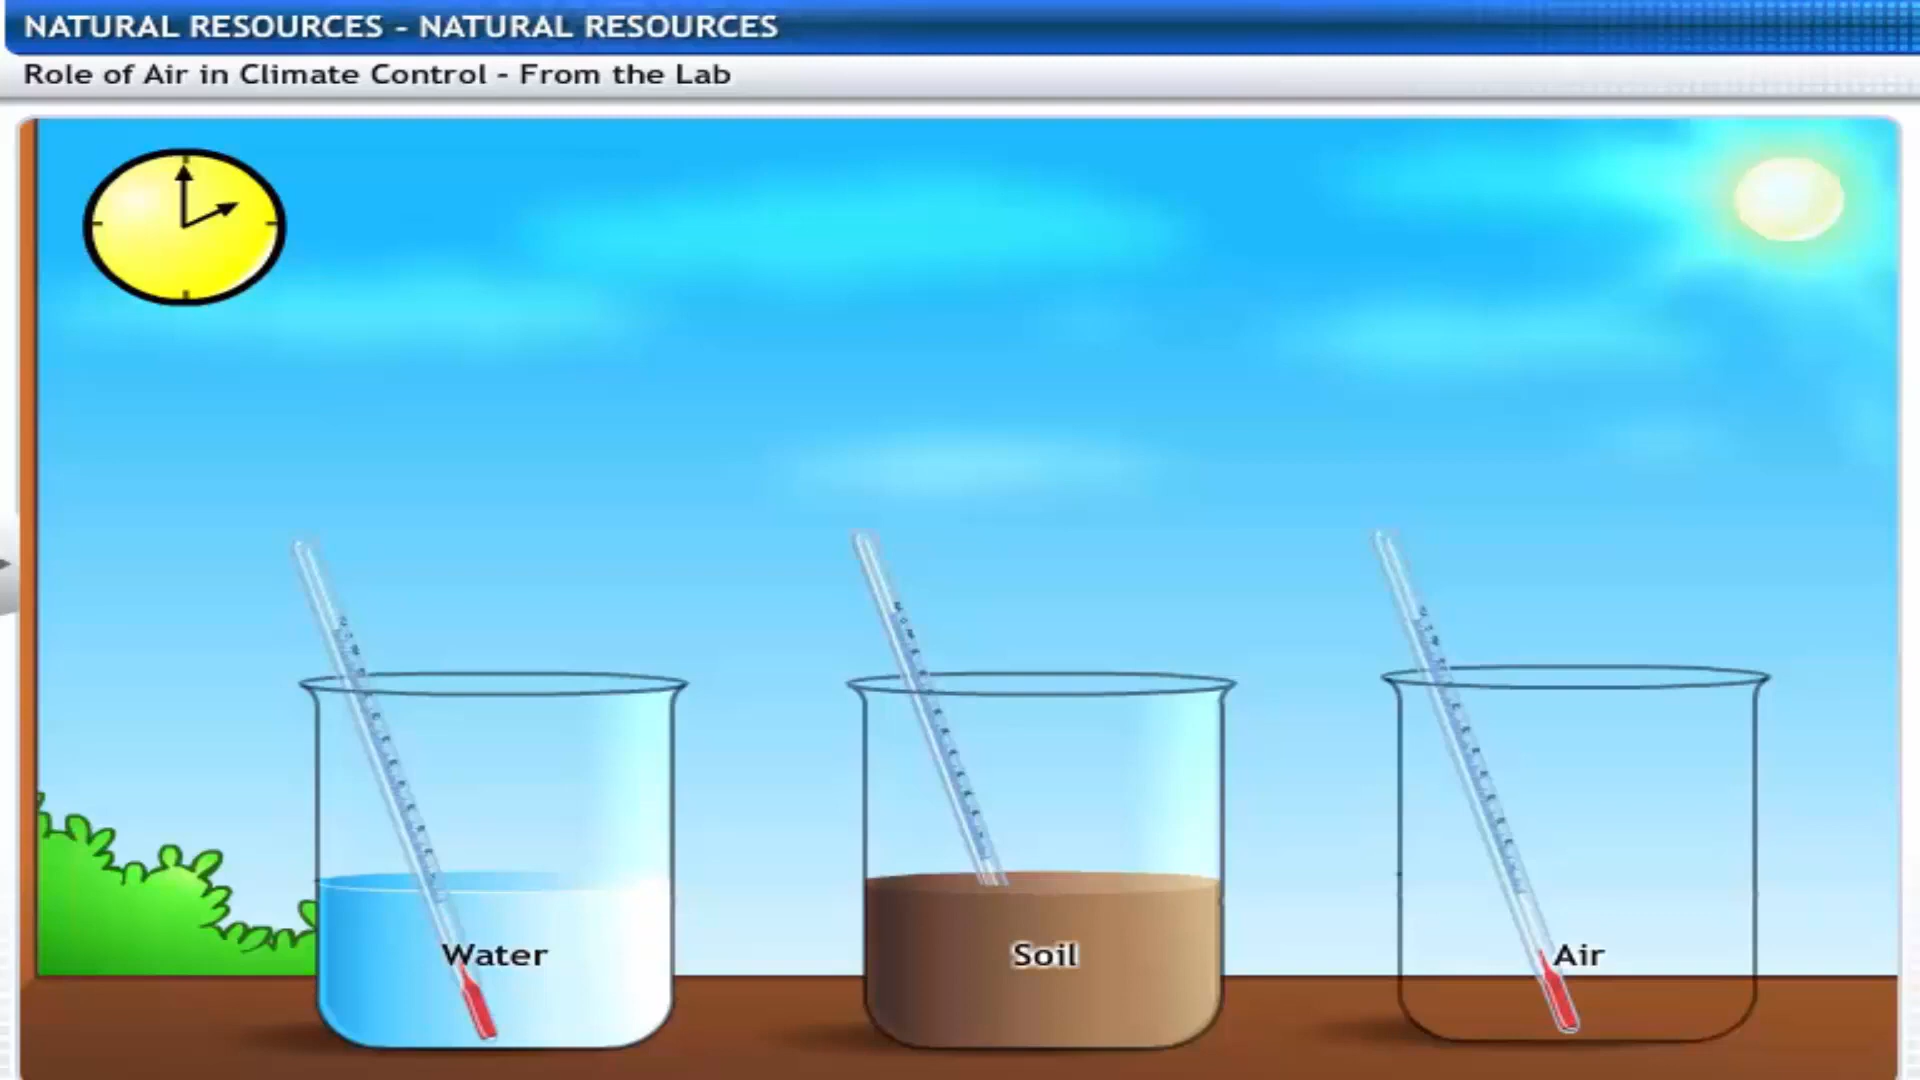 NATURAL RESOURCES - NATURAL RESOURCES
Role of Air in Climate Control - From the Lab
Water
Soil
Air